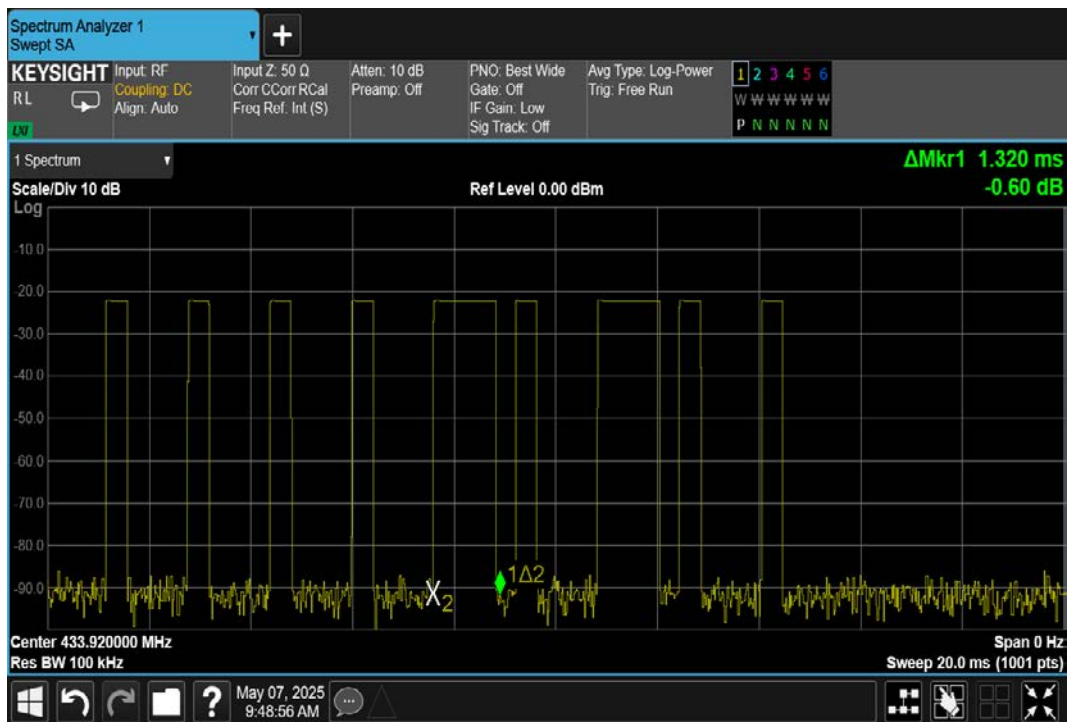 Spectrum Analyzer 1
Swept SA
+
KEYSIGHT
RL
LXI
Input: RF
Coupling: DC
Align: Auto
Input Z: 50 Ω
Corr CCorr RCal
Freq Ref: Int (S)
Atten: 10 dB
Preamp: Off
PNO: Best Wide
Gate: Off
IF Gain: Low
Sig Track: Off
Avg Type: Log-Power
Trig: Free Run
1 2 3 4 5 6
W W W W W W
P N N N N N
1 Spectrum
ΔMkr1 1.320 ms
-0.60 dB
Scale/Div 10 dB
Ref Level 0.00 dBm
Log
-10.0
-20.0
-30.0
-40.0
-50.0
-60.0
-70.0
-80.0
-90.0
X2
1Δ2
Center 433.920000 MHz
Span 0 Hz
Res BW 100 kHz
Sweep 20.0 ms (1001 pts)
?
May 07, 2025
9:48:56 AM